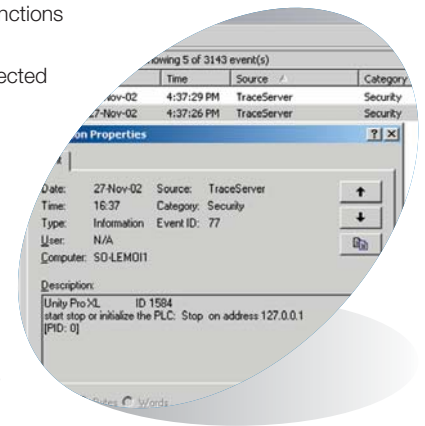 nctions
ected
owing 5 of 3143 event(s)
Time Source Category
Nov-02 4:37:29 PM TraceServer Security
27-Nov-02 4:37:26 PM TraceServer Security
on Properties
Date: 27-Nov-02 Source: TraceServer
Time: 16:37 Category: Security
Type: Information Event ID: 77
User: N/A
Computer: SO-LEMOI1
Description:
Unity Pro XL ID 1584
start stop or initialize the PLC: Stop on address 127.0.0.1
[PID: 0]
Bytes Words